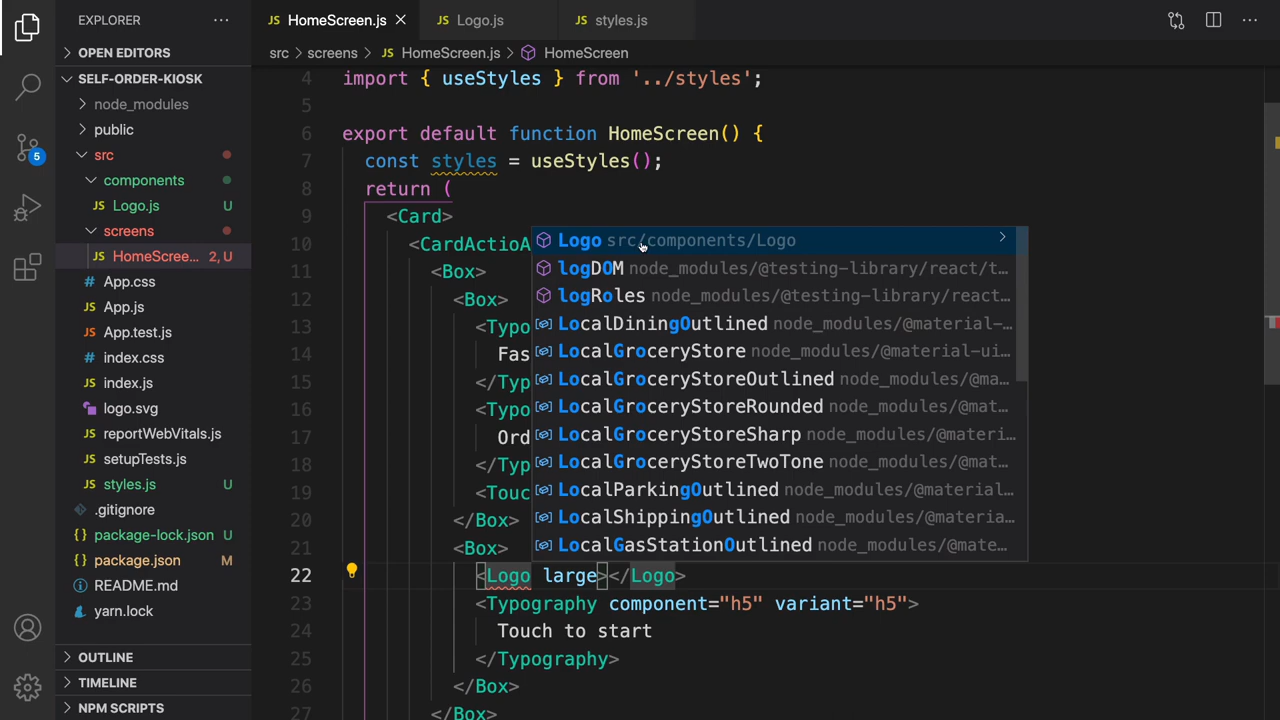 EXPLORER
HomeScreen.js
Logo.js
styles.js
OPEN EDITORS
src
screens
HomeScreen.js
HomeScreen
SELF-ORDER-KIOSK
node_modules
public
src
components
Logo.js U
screens
HomeScree... 2, U
App.css
App.js
App.test.js
index.css
index.js
logo.svg
reportWebVitals.js
setupTests.js
styles.js U
.gitignore
package-lock.json U
package.json M
README.md
yarn.lock
OUTLINE
TIMELINE
NPM SCRIPTS
5
4 import { useStyles } from '../styles';
5
6 export default function HomeScreen() {
7 const styles = useStyles();
8 return (
9 <Card>
10 <CardActioA
11 <Box>
12 <Box>
13 <Typo
14 Fas
15 </Typ
16 <Typo
17 Ord
18 </Typ
19 <Touc
20 </Box>
21 <Box>
22 <Logo large></Logo>
23 <Typography component="h5" variant="h5">
24 Touch to start
25 </Typography>
26 </Box>
27 </Box>
Logo src/components/Logo
logDOM node_modules/@testing-library/react/t...
logRoles node_modules/@testing-library/react...
LocalDiningOutlined node_modules/@material-...
LocalGroceryStore node_modules/@material-ui...
LocalGroceryStoreOutlined node_modules/@ma...
LocalGroceryStoreRounded node_modules/@mat...
LocalGroceryStoreSharp node_modules/@materi...
LocalGroceryStoreTwoTone node_modules/@mat...
LocalParkingOutlined node_modules/@material...
LocalShippingOutlined node_modules/@materia...
LocalGasStationOutlined node_modules/@mate...